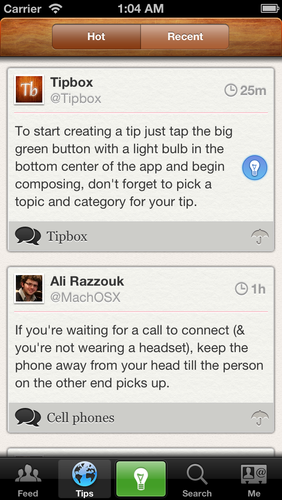 Carrier 1:04 AM
Hot Recent
Tb
Tipbox
@Tipbox
25m
To start creating a tip just tap the big
green button with a light bulb in the
bottom center of the app and begin
composing, don't forget to pick a
topic and category for your tip.
Tipbox
Ali Razzouk
@MachOSX
1h
If you're waiting for a call to connect (&
you're not wearing a headset), keep the
phone away from your head till the person
on the other end picks up.
Cell phones
Feed Tips Search Me